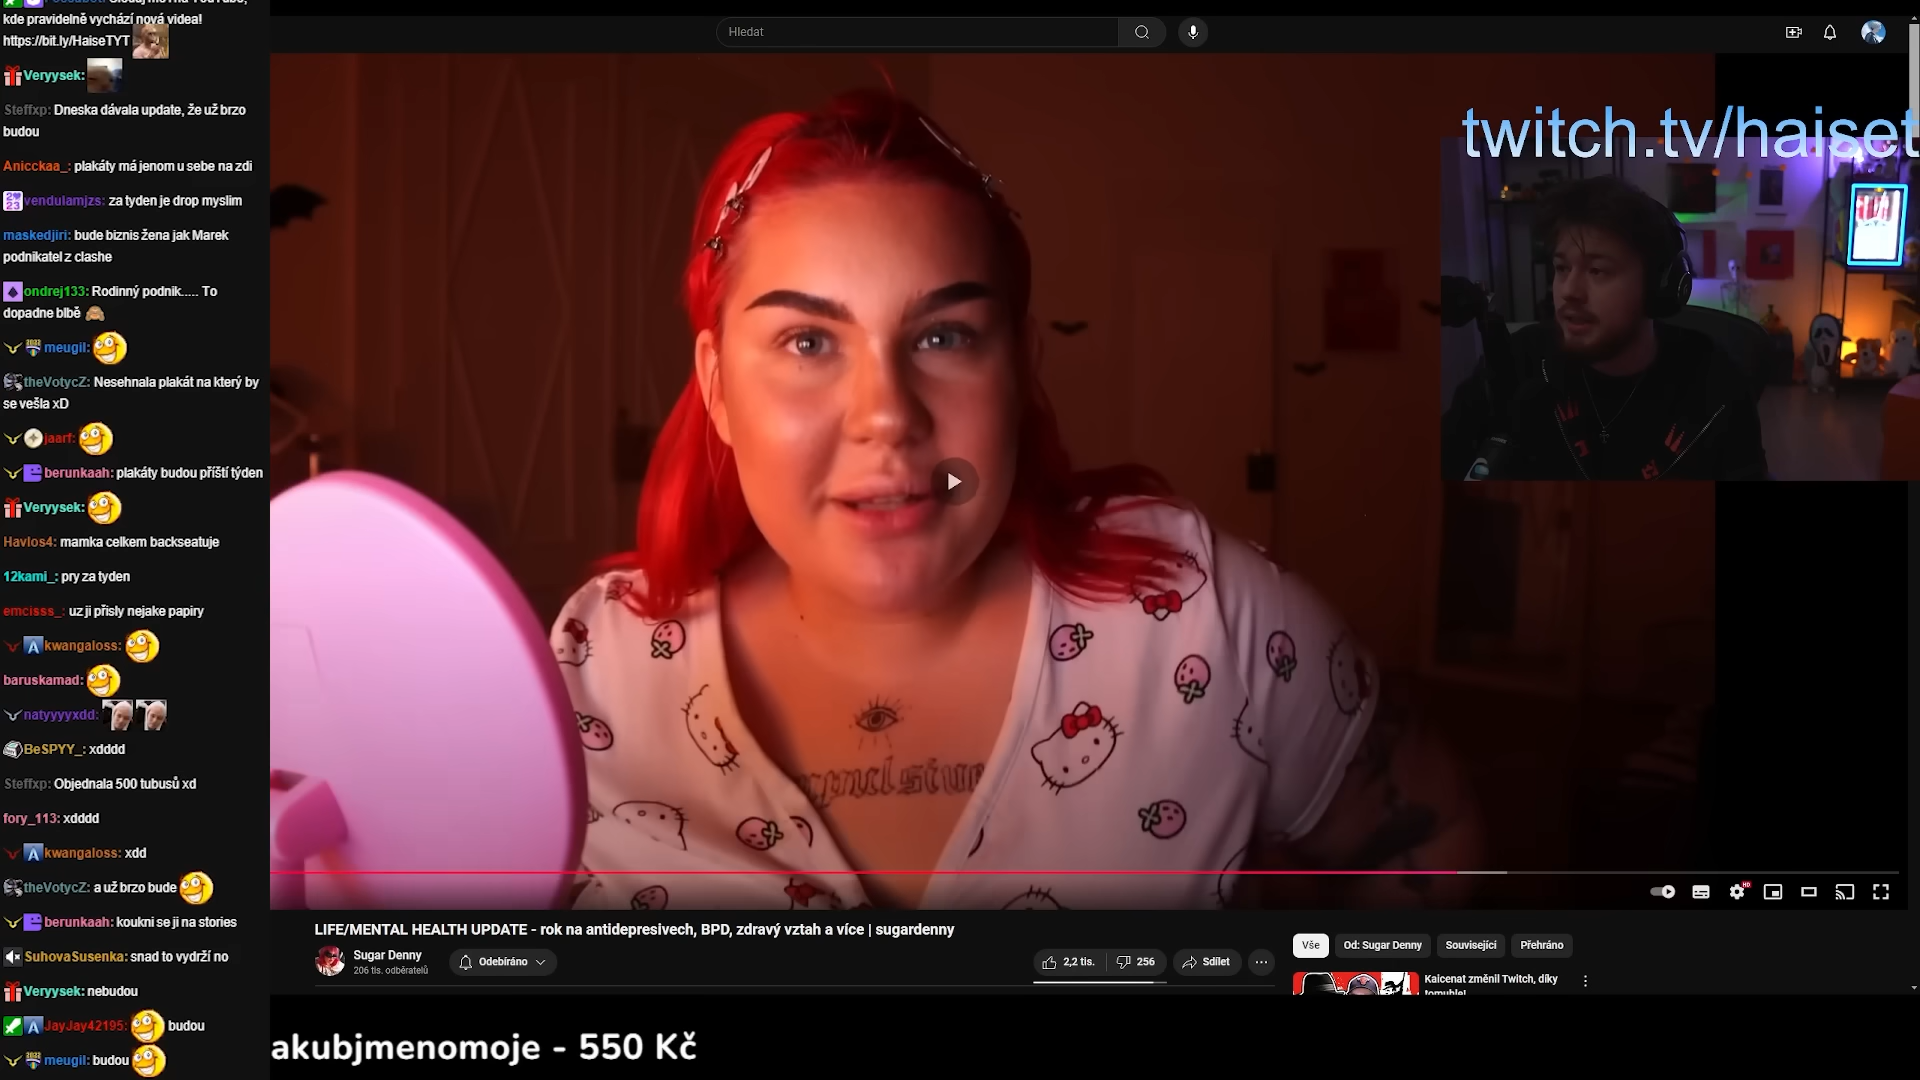 kde pravidelně vychází nová videa!
https://bit.ly/HaiseTYT
Veryysek:
Steffxp: Dneska dávala update, že už brzo
budou
Anicckaa_: plakáty má jenom u sebe na zdi
vendulamjzs: za tyden je drop myslim
maskedjiri: bude biznis žena jak Marek
podnikatel z clashe
ondrej133: Rodinný podnik..... To
dopadne blbě
meugil:
theVotycZ: Nesehnala plakát na který by
se vešla xD
jaarf:
berunkaah: plakáty budou příští týden
Veryysek:
Havlos4: mamka celkem backseatuje
12kami_: pry za tyden
emcisss_: uz ji přisly nejake papiry
kwangaloss:
baruskamad:
natyyyyxdd:
BeSPYY_: xdddd
Steffxp: Objednala 500 tubusů xd
fory_113: xdddd
kwangaloss: xdd
theVotycZ: a už brzo bude
berunkaah: koukni se ji na stories
SuhovaSusenka: snad to vydrží no
Veryysek: nebudou
JayJay42195: budou
meugil: budou
Hledat
twitch.tv/haiset
LIFE/MENTAL HEALTH UPDATE - rok na antidepresivech, BPD, zdravý vztah a více | sugardenny
Sugar Denny
206 tis. odběratelů
Odebíráno
2,2 tis.
256
Sdílet
Vše
Od: Sugar Denny
Související
Přehráno
Kaicenat změnil Twitch, díky
tomuhle!
akubjmenomoje - 550 Kč